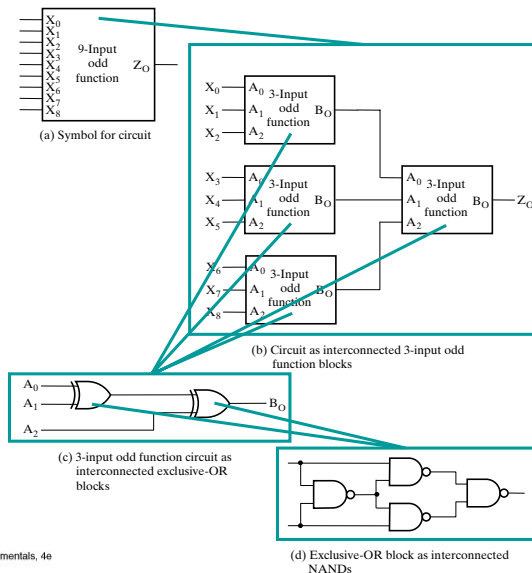 X0
X1
X2
X3
X4
X5
X6
X7
X8
9-Input
odd
function
ZO
(a) Symbol for circuit
X0
X1
X2
A0
A1
A2
3-Input
odd
function
BO
X3
X4
X5
A0
A1
A2
3-Input
odd
function
BO
X6
X7
X8
A0
A1
A2
3-Input
odd
function
BO
A0
A1
A2
3-Input
odd
function
BO
ZO
(b) Circuit as interconnected 3-input odd
function blocks
A0
A1
A2
BO
(c) 3-input odd function circuit as
interconnected exclusive-OR
blocks
(d) Exclusive-OR block as interconnected
NANDs
mentals, 4e